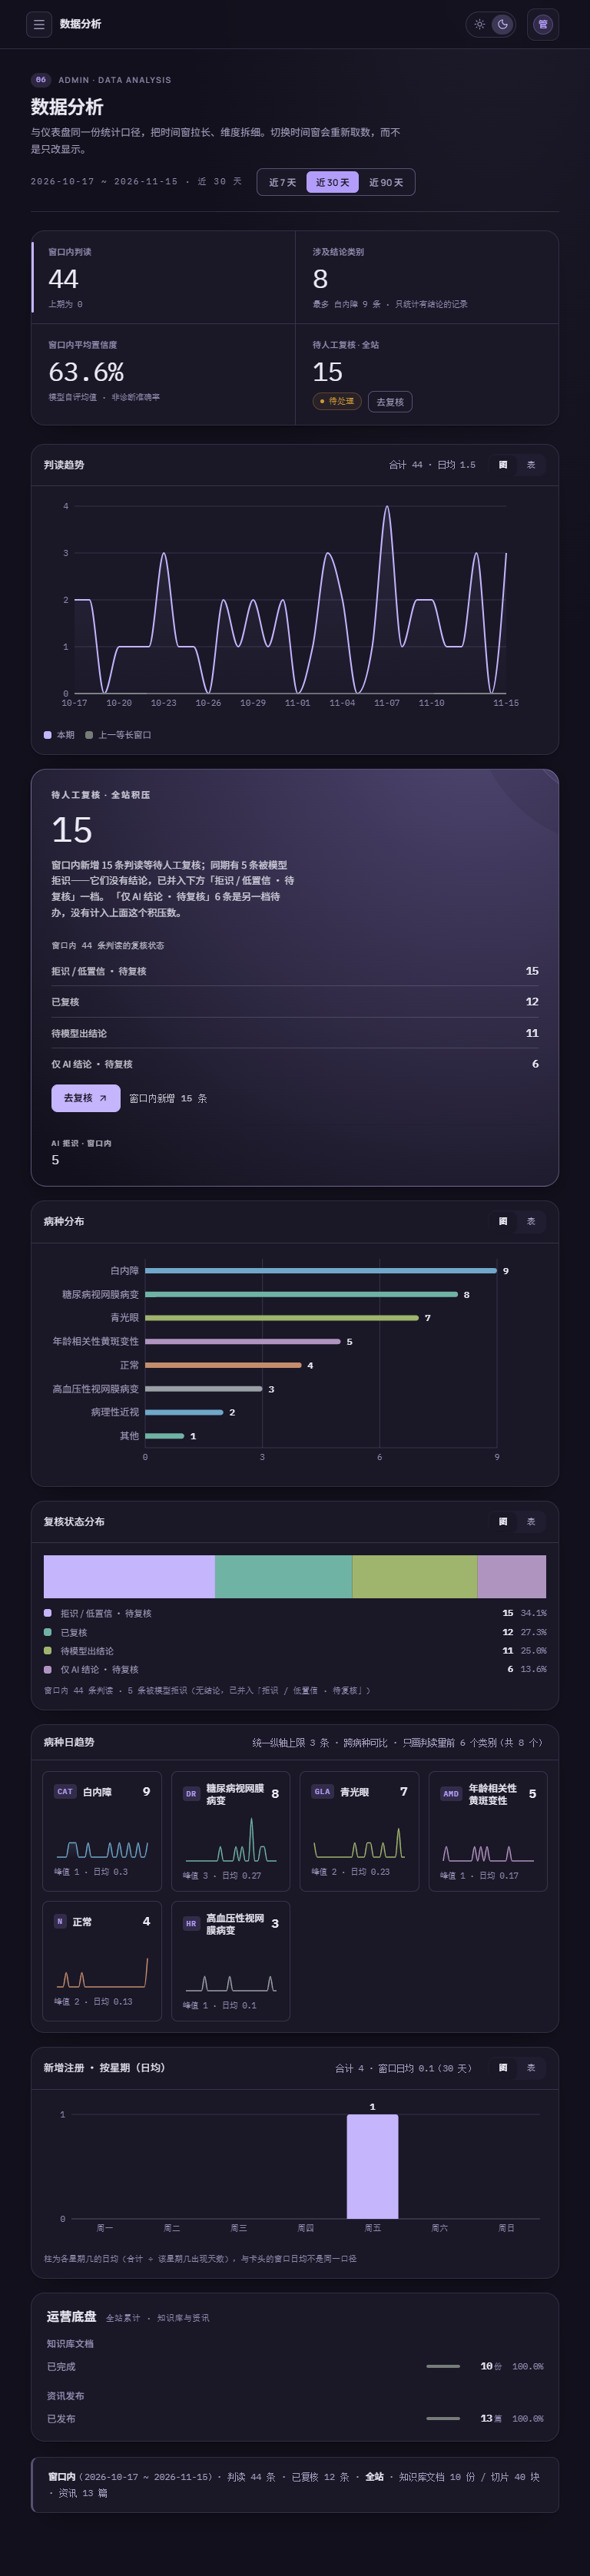 数据分析
管
06 ADMIN · DATA ANALYSIS
数据分析
与仪表盘同一份统计口径，把时间窗拉长、维度拆细。切换时间窗会重新取数，而不
是只改显示。
2026-10-17 ~ 2026-11-15 · 近 30 天
近 7 天 近 30 天 近 90 天
窗口内判读
44
上期为 0
涉及结论类别
8
最多 白内障 9 条 · 只统计有结论的记录
窗口内平均置信度
63.6%
模型自评均值 · 非诊断准确率
待人工复核 · 全站
15
待处理 去复核
判读趋势 合计 44 · 日均 1.5 图 表
4
3
2
1
0
10-17 10-20 10-23 10-26 10-29 11-01 11-04 11-07 11-10 11-15
本期 上一等长窗口
待人工复核 · 全站积压
15
窗口内新增 15 条判读等待人工复核；同期有 5 条被模型
拒识——它们没有结论，已并入下方「拒识 / 低置信 · 待
复核」一档。「仅 AI 结论 · 待复核」6 条是另一档待
办，没有计入上面这个积压数。
窗口内 44 条判读的复核状态
拒识 / 低置信 · 待复核 15
已复核 12
待模型出结论 11
仅 AI 结论 · 待复核 6
去复核 窗口内新增 15 条
AI 拒识 · 窗口内
5
病种分布 图 表
白内障 9
糖尿病视网膜病变 8
青光眼 7
年龄相关性黄斑变性 5
正常 4
高血压性视网膜病变 3
病理性近视 2
其他 1
0 3 6 9
复核状态分布 图 表
拒识 / 低置信 · 待复核 15 34.1%
已复核 12 27.3%
待模型出结论 11 25.0%
仅 AI 结论 · 待复核 6 13.6%
窗口内 44 条判读 · 5 条被模型拒识（无结论，已并入「拒识 / 低置信 · 待复核」）
病种日趋势 统一纵轴上限 3 条 · 跨病种可比 · 只画判读量前 6 个类别（共 8 个）
CAT 白内障 9
峰值 1 · 日均 0.3
DR 糖尿病视网膜
病变 8
峰值 3 · 日均 0.27
GLA 青光眼 7
峰值 2 · 日均 0.23
AMD 年龄相关性
黄斑变性 5
峰值 1 · 日均 0.17
N 正常 4
峰值 2 · 日均 0.13
HR 高血压性视网
膜病变 3
峰值 1 · 日均 0.1
新增注册 · 按星期（日均） 合计 4 · 窗口日均 0.1（30 天） 图 表
1
1
0
周一 周二 周三 周四 周五 周六 周日
柱为各星期几的日均（合计 ÷ 该星期几出现天数），与卡头的窗口日均不是同一口径
运营底盘 全站累计 · 知识库与资讯
知识库文档
已完成 10 份 100.0%
资讯发布
已发布 13 篇 100.0%
窗口内（2026-10-17 ~ 2026-11-15）· 判读 44 条 · 已复核 12 条 · 全站 · 知识库文档 10 份 / 切片 40 块
· 资讯 13 篇